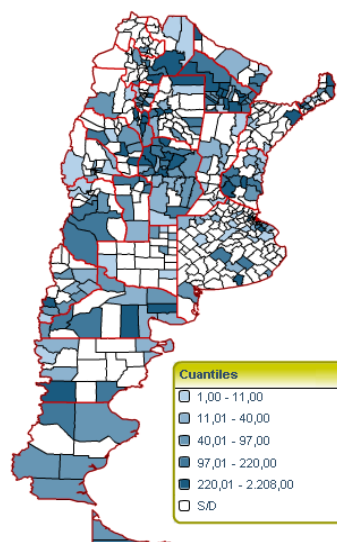 Cuantiles
1,00 - 11,00
11,01 - 40,00
40,01 - 97,00
97,01 - 220,00
220,01 - 2.208,00
S/D